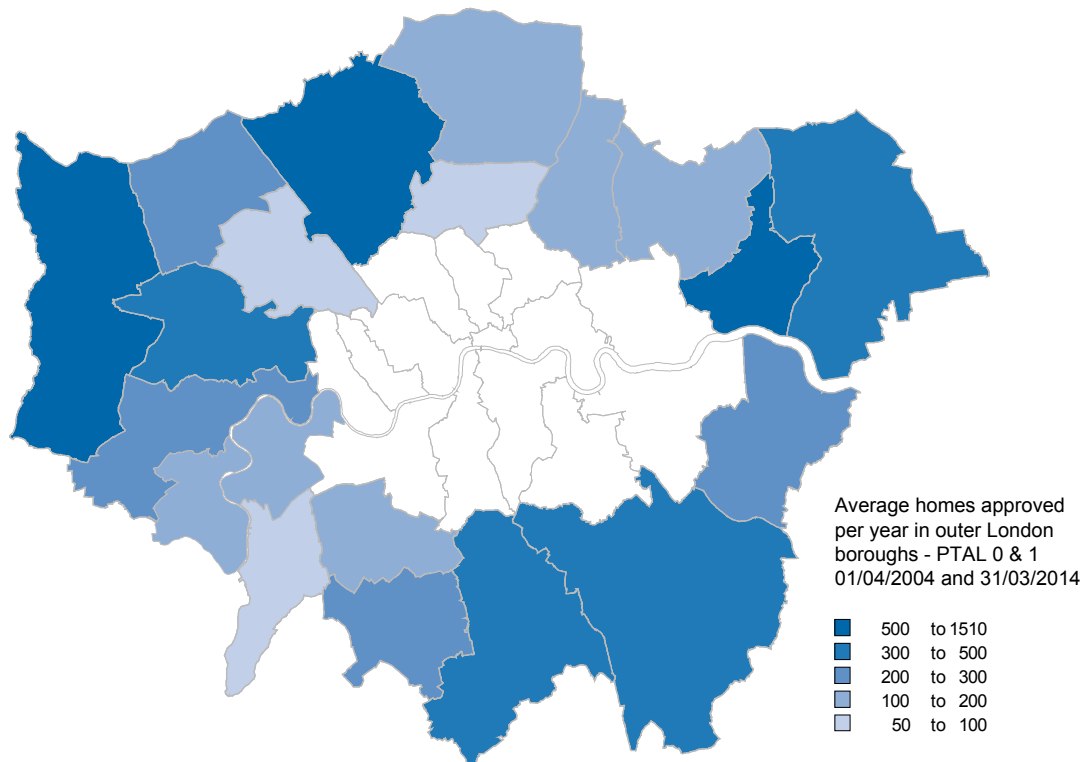 Average homes approved
per year in outer London
boroughs - PTAL 0 & 1
01/04/2004 and 31/03/2014
500 to 1510
300 to 500
200 to 300
100 to 200
50 to 100